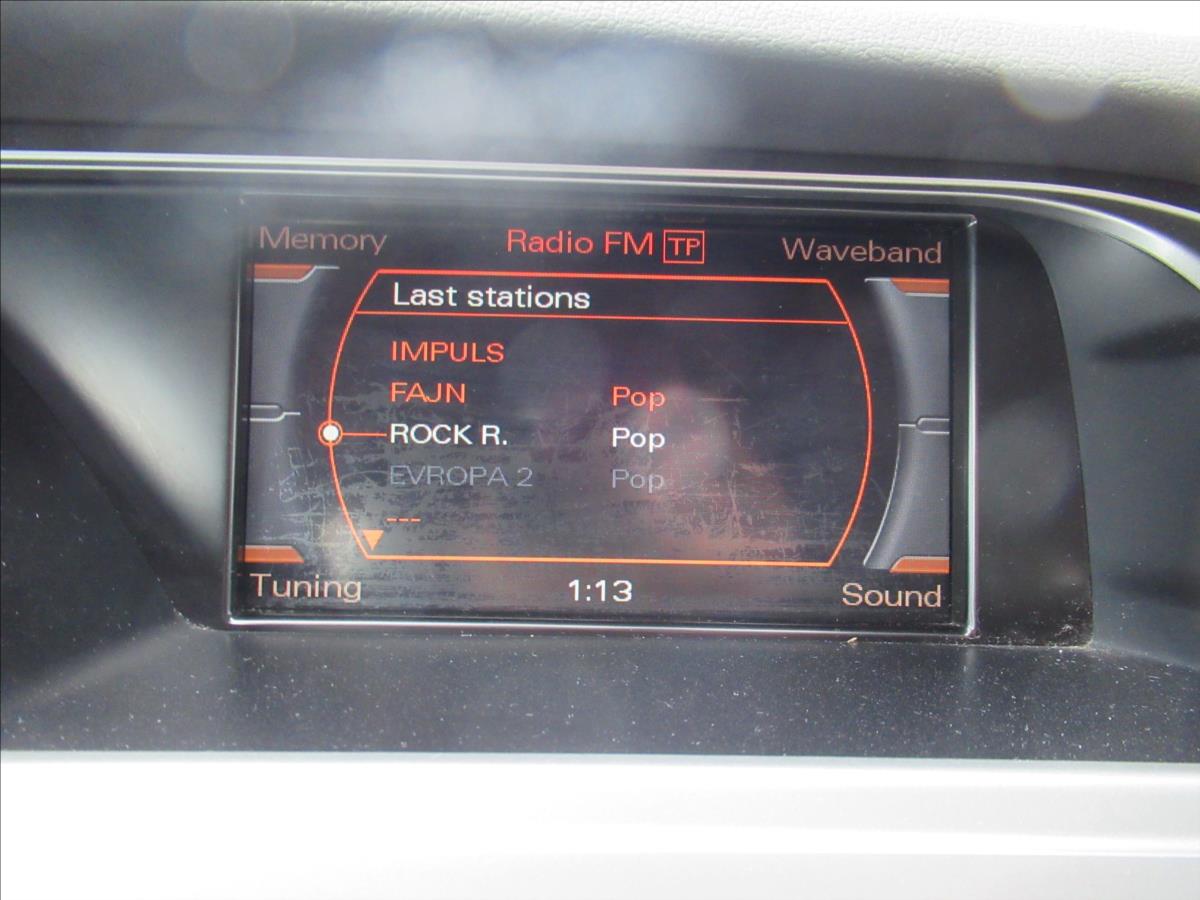 Memory Radio FM TP Waveband
Last stations
IMPULS
FAJN Pop
ROCK R. Pop
EVROPA 2 Pop
---
Tuning 1:13 Sound